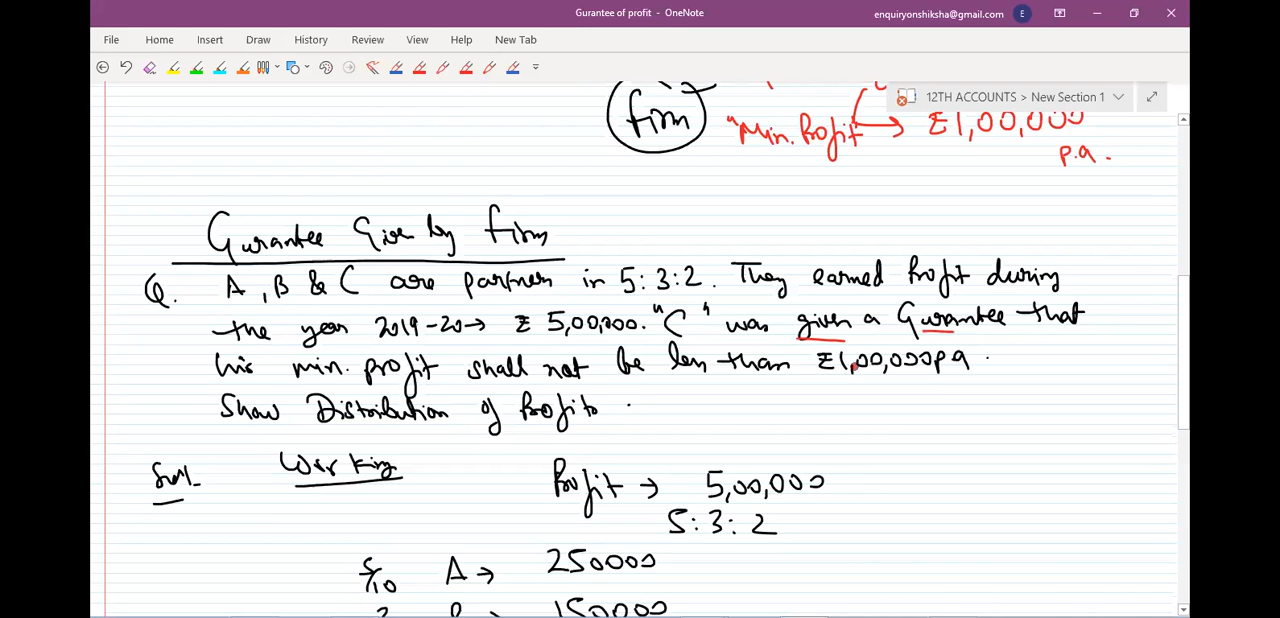 Gurantee of profit - OneNote
enquiryonshiksha@gmail.com E
File Home Insert Draw History Review View Help New Tab
12TH ACCOUNTS > New Section 1
firm "Min. Profit → ₹1,00,000
p.a.
Gurantee Given by firm
Q. A, B & C are partner in 5:3:2. They earned Profit during
the year 2019-20→ ₹ 5,00,000. "C" was given a Gurantee that
his min. profit shall not be less than ₹1,00,000 p a.
Show Distribution of Profits.
Sol. Working
Profit → 5,00,000
5:3:2
5/10 A → 250000
3 B → 150000